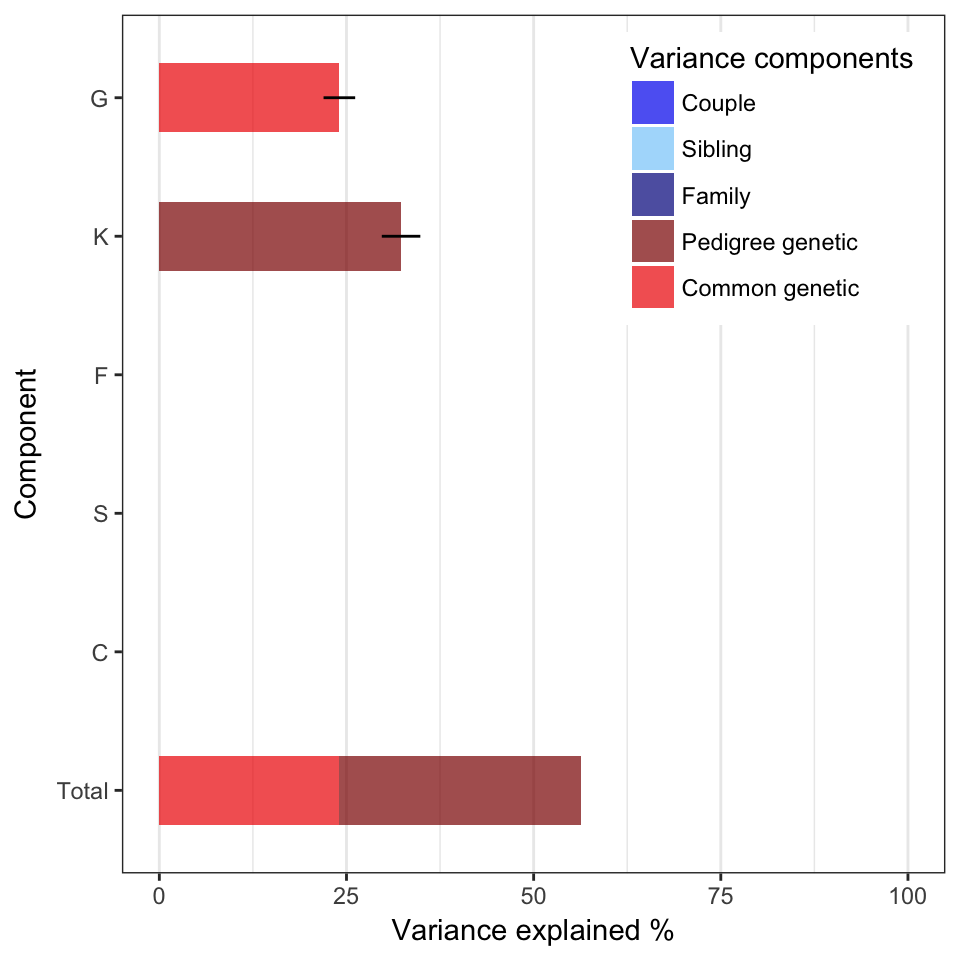 Variance components
Couple
Sibling
Family
Pedigree genetic
Common genetic
G
K
F
S
C
Total
Component
0 25 50 75 100
Variance explained %